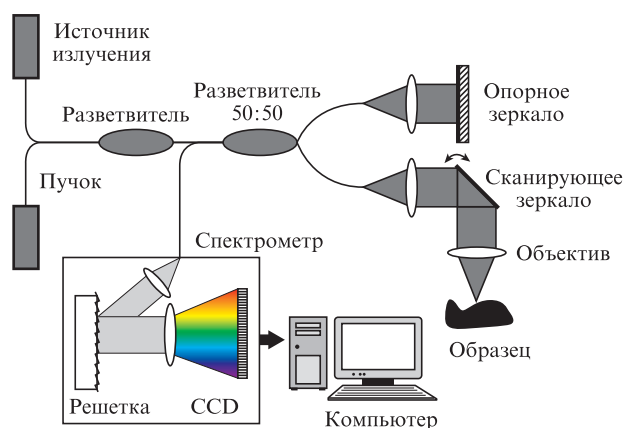 Источник
излучения
Разветвитель
Разветвитель
50:50
Опорное
зеркало
Пучок
Сканирующее
зеркало
Спектрометр
Объектив
Образец
Решетка
CCD
Компьютер